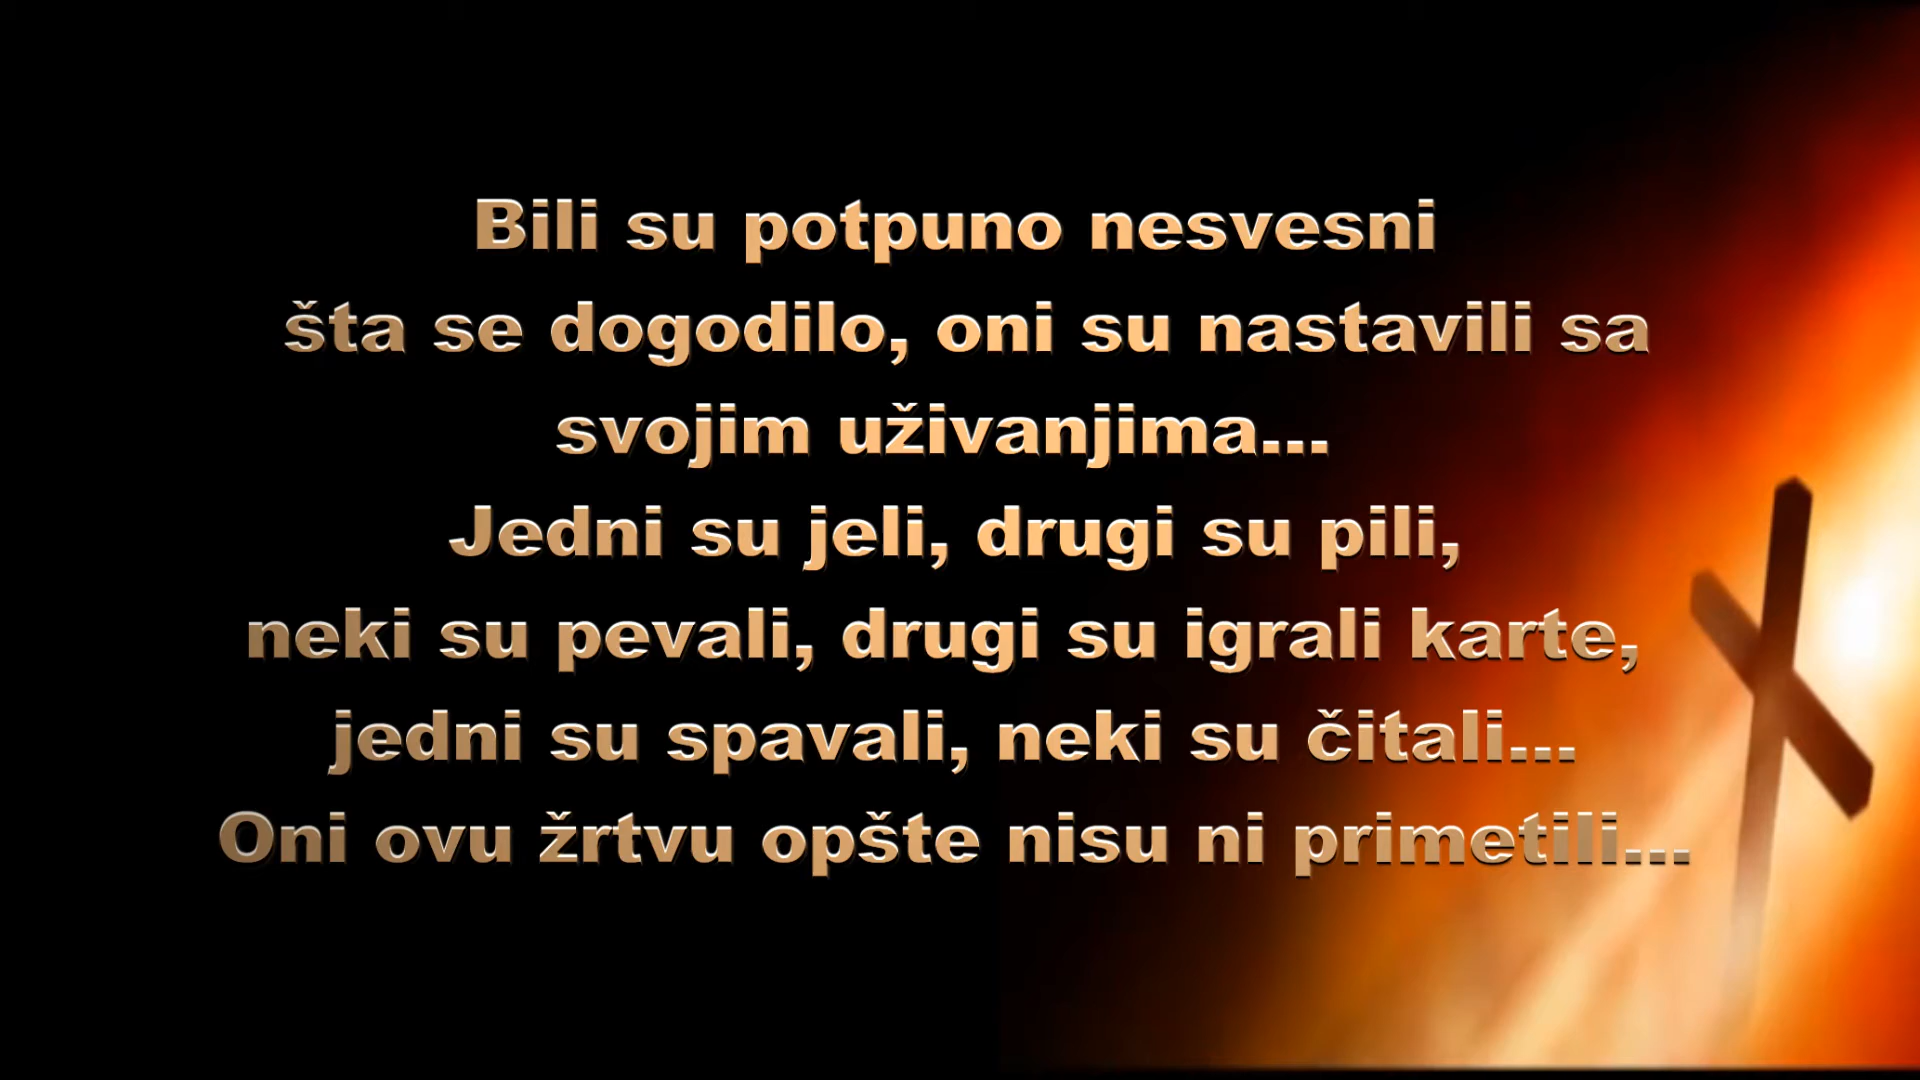 Bili su potpuno nesvesni
šta se dogodilo, oni su nastavili sa
svojim uživanjima...
Jedni su jeli, drugi su pili,
neki su pevali, drugi su igrali karte,
jedni su spavali, neki su čitali...
Oni ovu žrtvu opšte nisu ni primetili...